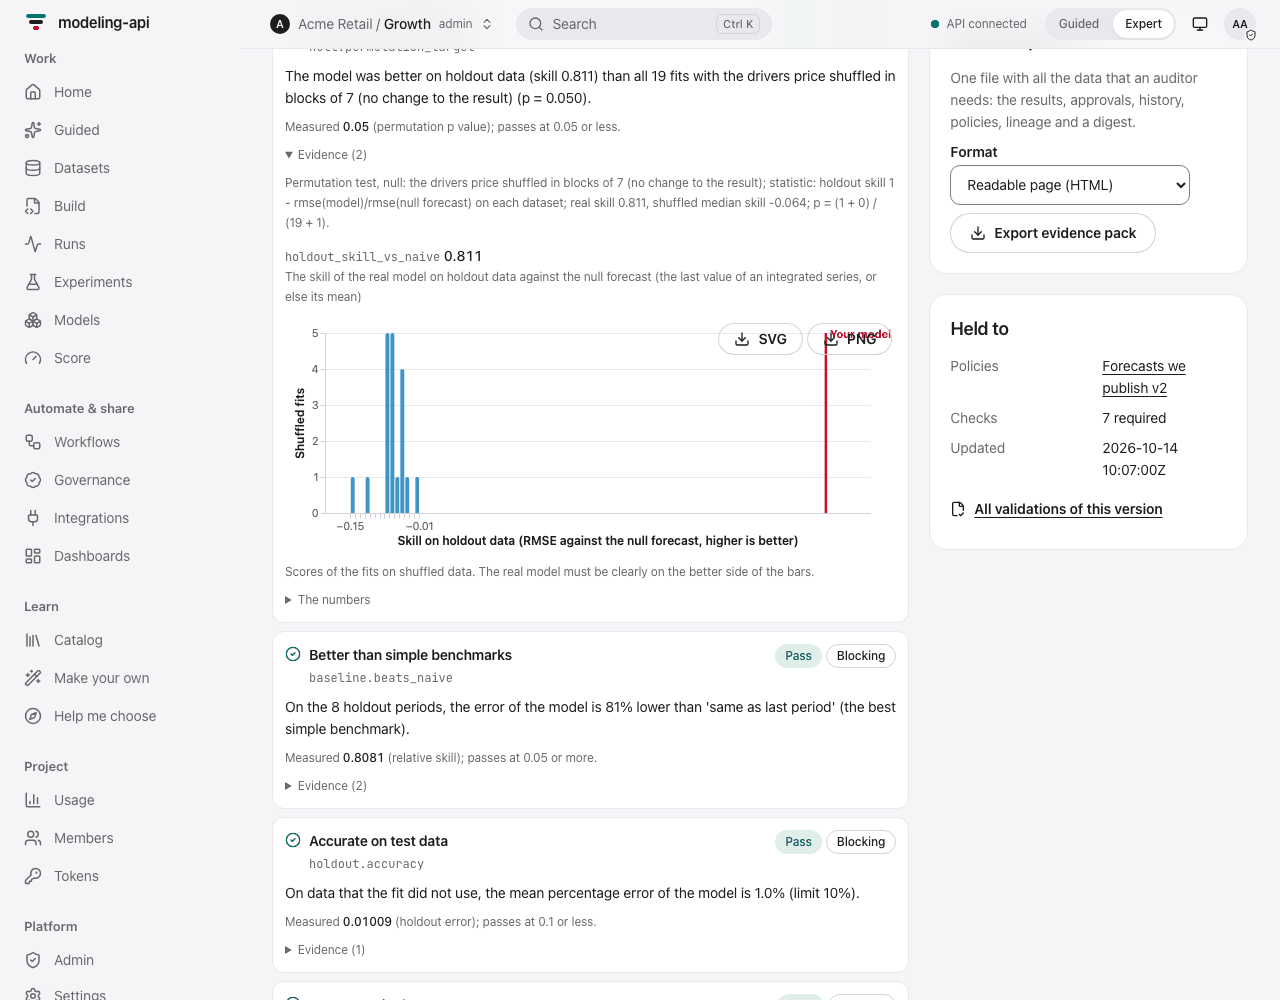 modeling-api
A Acme Retail / Growth admin
Search Ctrl K
API connected
Guided Expert
AA
Work
Home
Guided
Datasets
Build
Runs
Experiments
Models
Score
Automate & share
Workflows
Governance
Integrations
Dashboards
Learn
Catalog
Make your own
Help me choose
Project
Usage
Members
Tokens
Platform
Admin
Settings
The model was better on holdout data (skill 0.811) than all 19 fits with the drivers price shuffled in
blocks of 7 (no change to the result) (p = 0.050).
Measured 0.05 (permutation p value); passes at 0.05 or less.
Evidence (2)
Permutation test, null: the drivers price shuffled in blocks of 7 (no change to the result); statistic: holdout skill 1
- rmse(model)/rmse(null forecast) on each dataset; real skill 0.811, shuffled median skill -0.064; p = (1 + 0) /
(19 + 1).
holdout_skill_vs_naive 0.811
The skill of the real model on holdout data against the null forecast (the last value of an integrated series, or
else its mean)
SVG
PNG
Your model
Shuffled fits
5
4
3
2
1
0
−0.15 −0.01
Skill on holdout data (RMSE against the null forecast, higher is better)
Scores of the fits on shuffled data. The real model must be clearly on the better side of the bars.
The numbers
Better than simple benchmarks Pass Blocking
baseline.beats_naive
On the 8 holdout periods, the error of the model is 81% lower than 'same as last period' (the best
simple benchmark).
Measured 0.8081 (relative skill); passes at 0.05 or more.
Evidence (2)
Accurate on test data Pass Blocking
holdout.accuracy
On data that the fit did not use, the mean percentage error of the model is 1.0% (limit 10%).
Measured 0.01009 (holdout error); passes at 0.1 or less.
Evidence (1)
One file with all the data that an auditor
needs: the results, approvals, history,
policies, lineage and a digest.
Format
Readable page (HTML)
Export evidence pack
Held to
Policies Forecasts we
publish v2
Checks 7 required
Updated 2026-10-14
10:07:00Z
All validations of this version